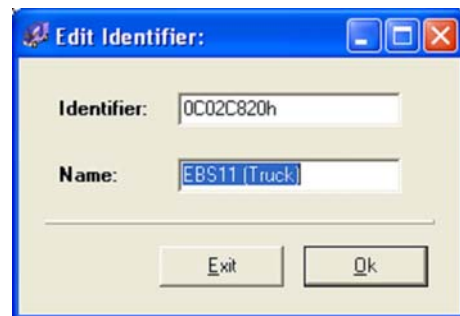 Edit Identifier:
Identifier: 0C02C820h
Name: EBS11 (Truck)
Exit Ok